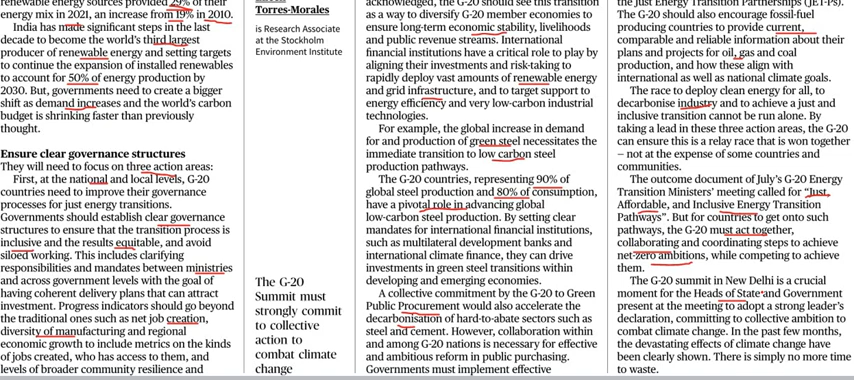 renewable energy sources provided 29% of their
energy mix in 2021, an increase from 19% in 2010.
India has made significant steps in the last
decade to become the world's third largest
producer of renewable energy and setting targets
to continue the expansion of installed renewables
to account for 50% of energy production by
2030. But, governments need to create a bigger
shift as demand increases and the world's carbon
budget is shrinking faster than previously
thought.
Ensure clear governance structures
They will need to focus on three action areas:
First, at the national and local levels, G-20
countries need to improve their governance
processes for just energy transitions.
Governments should establish clear governance
structures to ensure that the transition process is
inclusive and the results equitable, and avoid
siloed working. This includes clarifying
responsibilities and mandates between ministries
and across government levels with the goal of
having coherent delivery plans that can attract
investment. Progress indicators should go beyond
the traditional ones such as net job creation,
diversity of manufacturing and regional
economic growth to include metrics on the kinds
of jobs created, who has access to them, and
levels of broader community resilience and
Torres-Morales
is Research Associate
at the Stockholm
Environment Institute
The G-20
Summit must
strongly commit
to collective
action to
combat climate
change
acknowledged, the G-20 should see this transition
as a way to diversify G-20 member economies to
ensure long-term economic stability, livelihoods
and public revenue streams. International
financial institutions have a critical role to play by
aligning their investments and risk-taking to
rapidly deploy vast amounts of renewable energy
and grid infrastructure, and to target support to
energy efficiency and very low-carbon industrial
technologies.
For example, the global increase in demand
for and production of green steel necessitates the
immediate transition to low carbon steel
production pathways.
The G-20 countries, representing 90% of
global steel production and 80% of consumption,
have a pivotal role in advancing global
low-carbon steel production. By setting clear
mandates for international financial institutions,
such as multilateral development banks and
international climate finance, they can drive
investments in green steel transitions within
developing and emerging economies.
A collective commitment by the G-20 to Green
Public Procurement would also accelerate the
decarbonisation of hard-to-abate sectors such as
steel and cement. However, collaboration within
and among G-20 nations is necessary for effective
and ambitious reform in public purchasing.
Governments must implement effective
the Just Energy Transition Partnerships (JET-Ps).
The G-20 should also encourage fossil-fuel
producing countries to provide current,
comparable and reliable information about their
plans and projects for oil, gas and coal
production, and how these align with
international as well as national climate goals.
The race to deploy clean energy for all, to
decarbonise industry and to achieve a just and
inclusive transition cannot be run alone. By
taking a lead in these three action areas, the G-20
can ensure this is a relay race that is won together
– not at the expense of some countries and
communities.
The outcome document of July's G-20 Energy
Transition Ministers' meeting called for "Just,
Affordable, and Inclusive Energy Transition
Pathways". But for countries to get onto such
pathways, the G-20 must act together,
collaborating and coordinating steps to achieve
net-zero ambitions, while competing to achieve
them.
The G-20 summit in New Delhi is a crucial
moment for the Heads of State and Government
present at the meeting to adopt a strong leader's
declaration, committing to collective ambition to
combat climate change. In the past few months,
the devastating effects of climate change have
been clearly shown. There is simply no more time
to waste.